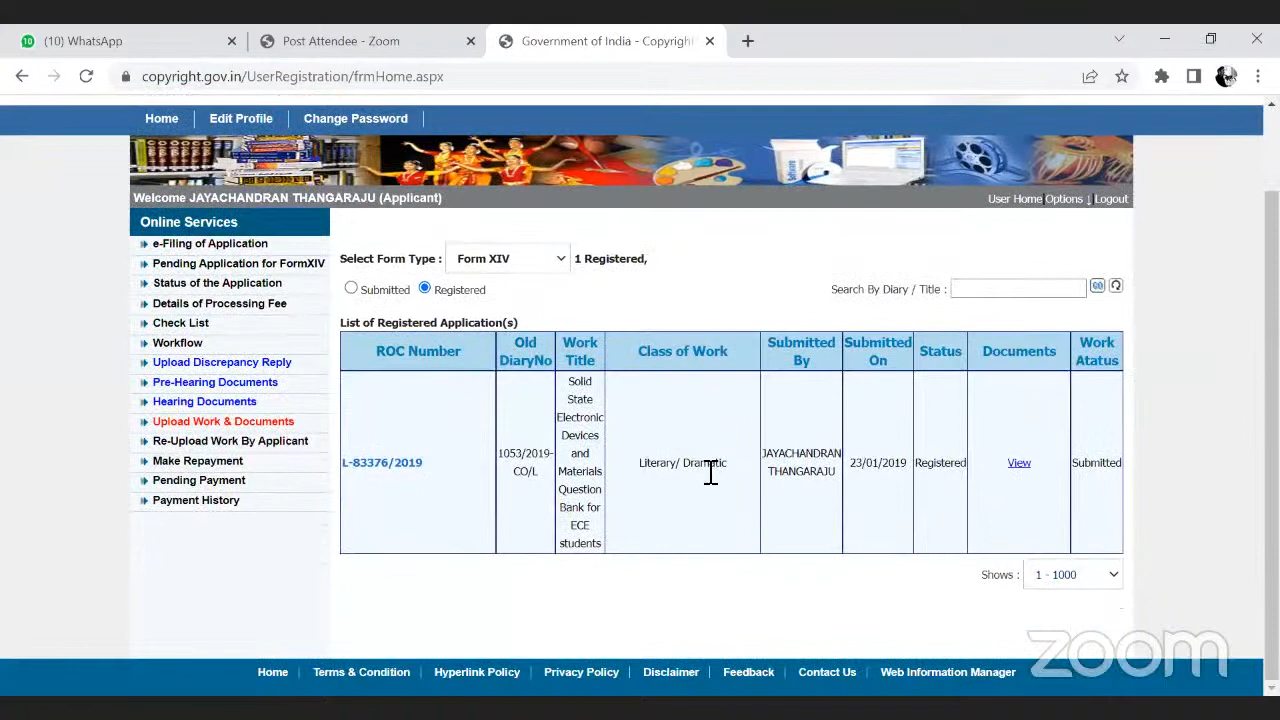 (10) WhatsApp
Post Attendee - Zoom
Government of India - Copyright
copyright.gov.in/UserRegistration/frmHome.aspx
Home
Edit Profile
Change Password
Welcome JAYACHANDRAN THANGARAJU (Applicant)
User Home Options Logout
Online Services
e-Filing of Application
Pending Application for FormXIV
Status of the Application
Details of Processing Fee
Check List
Workflow
Upload Discrepancy Reply
Pre-Hearing Documents
Hearing Documents
Upload Work & Documents
Re-Upload Work By Applicant
Make Repayment
Pending Payment
Payment History
Select Form Type : Form XIV 1 Registered,
Submitted Registered
Search By Diary / Title :
List of Registered Application(s)
ROC Number
Old
DiaryNo
Work
Title
Class of Work
Submitted
By
Submitted
On
Status
Documents
Work
Atatus
L-83376/2019
1053/2019-
CO/L
Solid
State
Electronic
Devices
and
Materials
Question
Bank for
ECE
students
Literary/ Dramatic
JAYACHANDRAN
THANGARAJU
23/01/2019
Registered
View
Submitted
Shows : 1 - 1000
zoom
Home
Terms & Condition
Hyperlink Policy
Privacy Policy
Disclaimer
Feedback
Contact Us
Web Information Manager